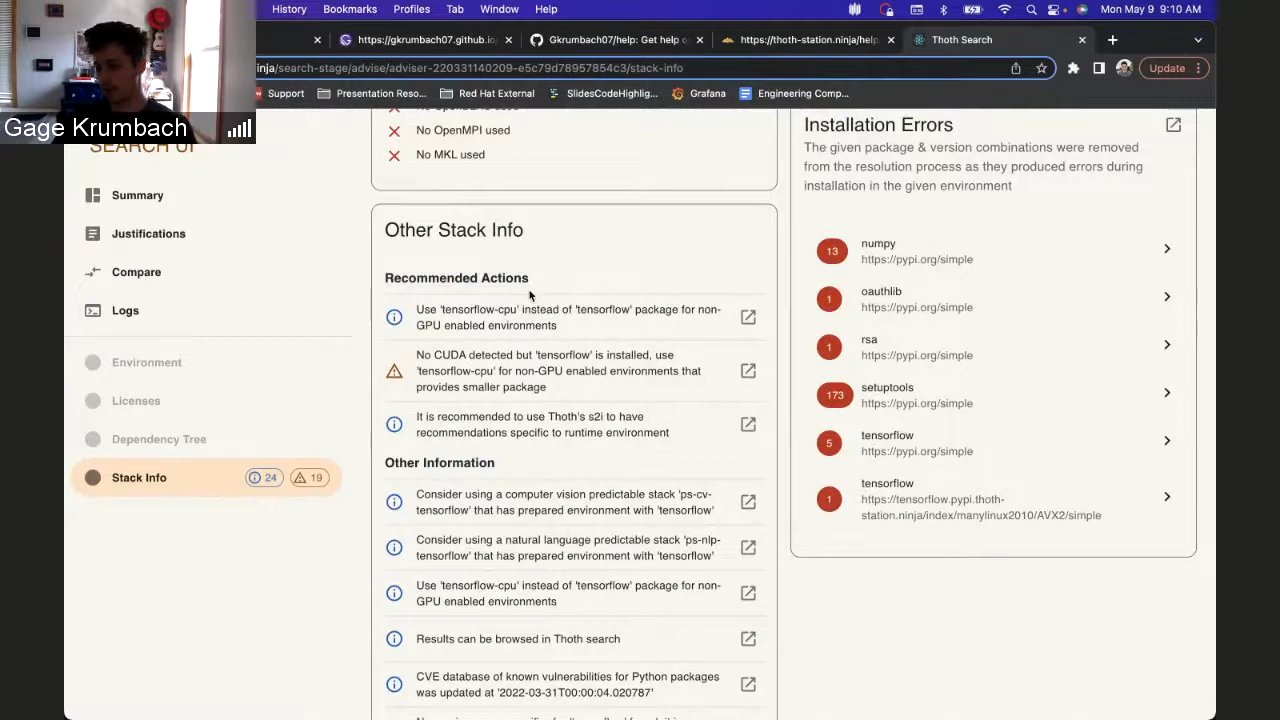 History Bookmarks Profiles Tab Window Help
Mon May 9 9:10 AM
https://gkrumbach07.github.io
Gkrumbach07/help: Get help o
https://thoth-station.ninja/help
Thoth Search
inja/search-stage/advise/adviser-220331140209-e5c79d78957854c3/stack-info
Update
Support
Presentation Reso...
Red Hat External
SlidesCodeHighlig...
Grafana
Engineering Comp...
Gage Krumbach
SEARCH UI
Summary
Justifications
Compare
Logs
Environment
Licenses
Dependency Tree
Stack Info
24
19
No OpenMPI used
No MKL used
Other Stack Info
Recommended Actions
Use 'tensorflow-cpu' instead of 'tensorflow' package for non-
GPU enabled environments
No CUDA detected but 'tensorflow' is installed, use
'tensorflow-cpu' for non-GPU enabled environments that
provides smaller package
It is recommended to use Thoth's s2i to have
recommendations specific to runtime environment
Other Information
Consider using a computer vision predictable stack 'ps-cv-
tensorflow' that has prepared environment with 'tensorflow'
Consider using a natural language predictable stack 'ps-nlp-
tensorflow' that has prepared environment with 'tensorflow'
Use 'tensorflow-cpu' instead of 'tensorflow' package for non-
GPU enabled environments
Results can be browsed in Thoth search
CVE database of known vulnerabilities for Python packages
was updated at '2022-03-31T00:00:04.020787'
Installation Errors
The given package & version combinations were removed
from the resolution process as they produced errors during
installation in the given environment
13
numpy
https://pypi.org/simple
1
oauthlib
https://pypi.org/simple
1
rsa
https://pypi.org/simple
173
setuptools
https://pypi.org/simple
5
tensorflow
https://pypi.org/simple
1
tensorflow
https://tensorflow.pypi.thoth-
station.ninja/index/manylinux2010/AVX2/simple